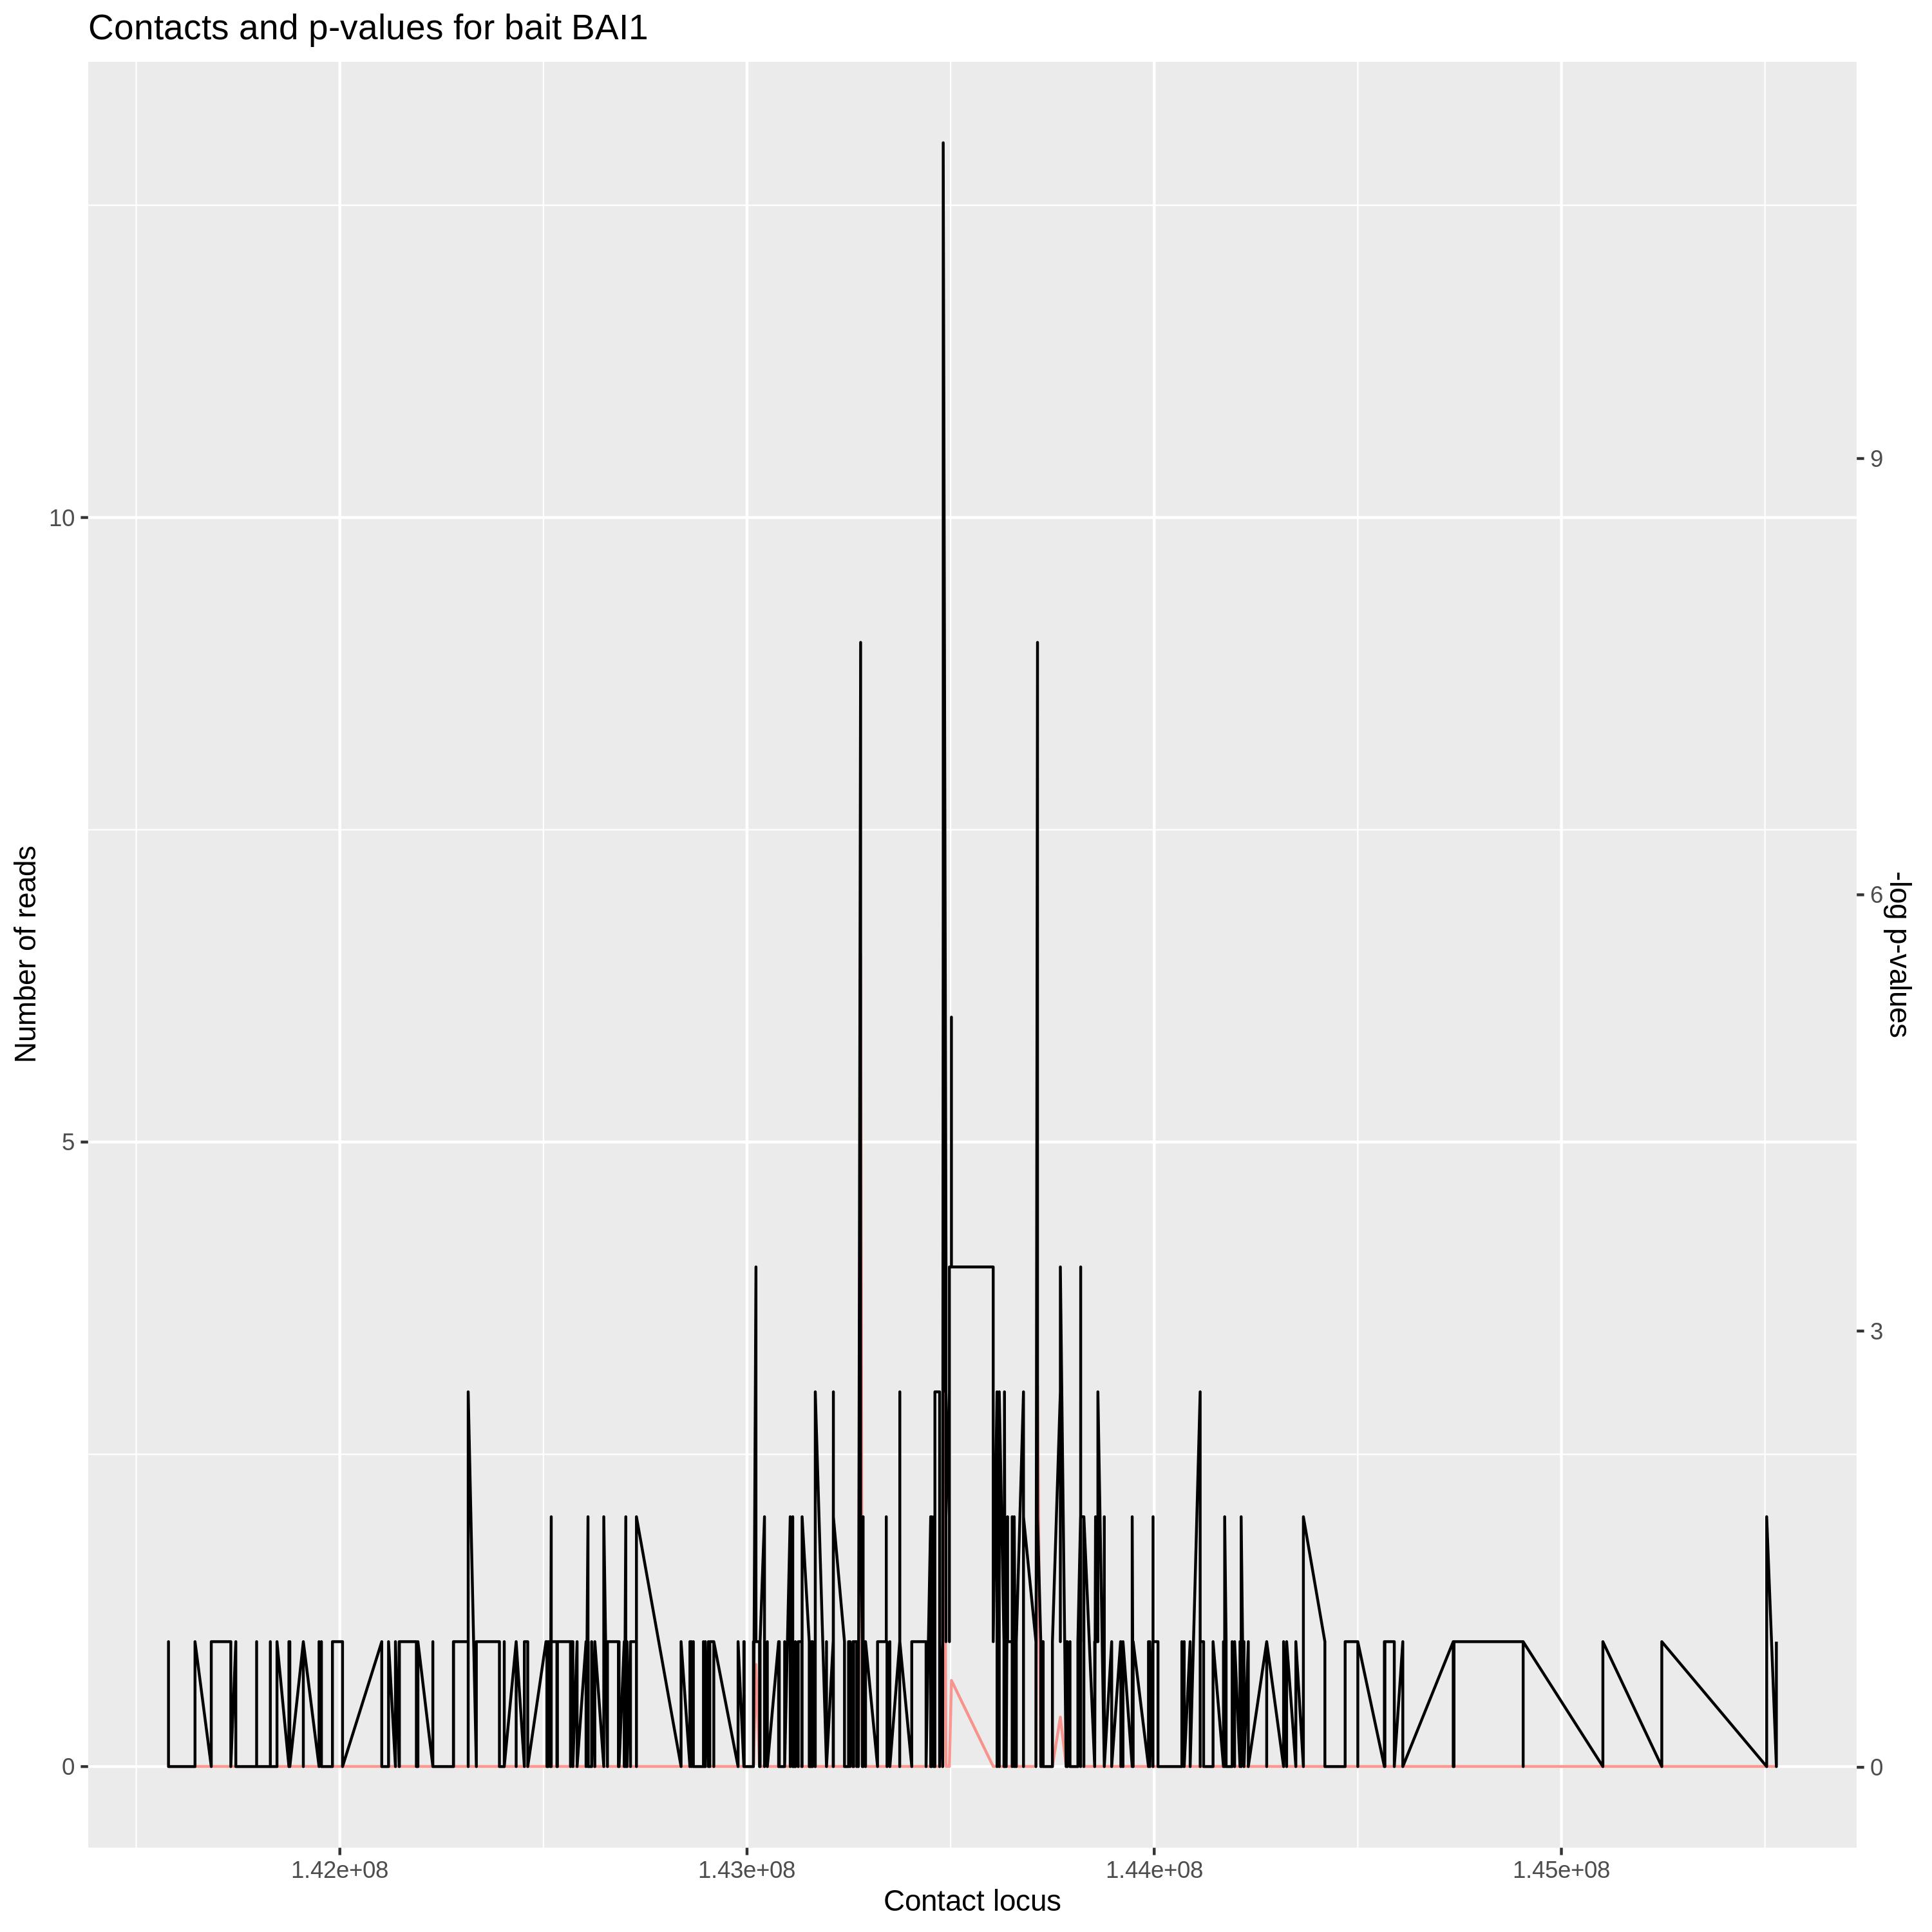 Contacts and p-values for bait BAI1
Number of reads
10
5
0
9
6
3
0
-log p-values
1.42e+08
1.43e+08
1.44e+08
1.45e+08
Contact locus